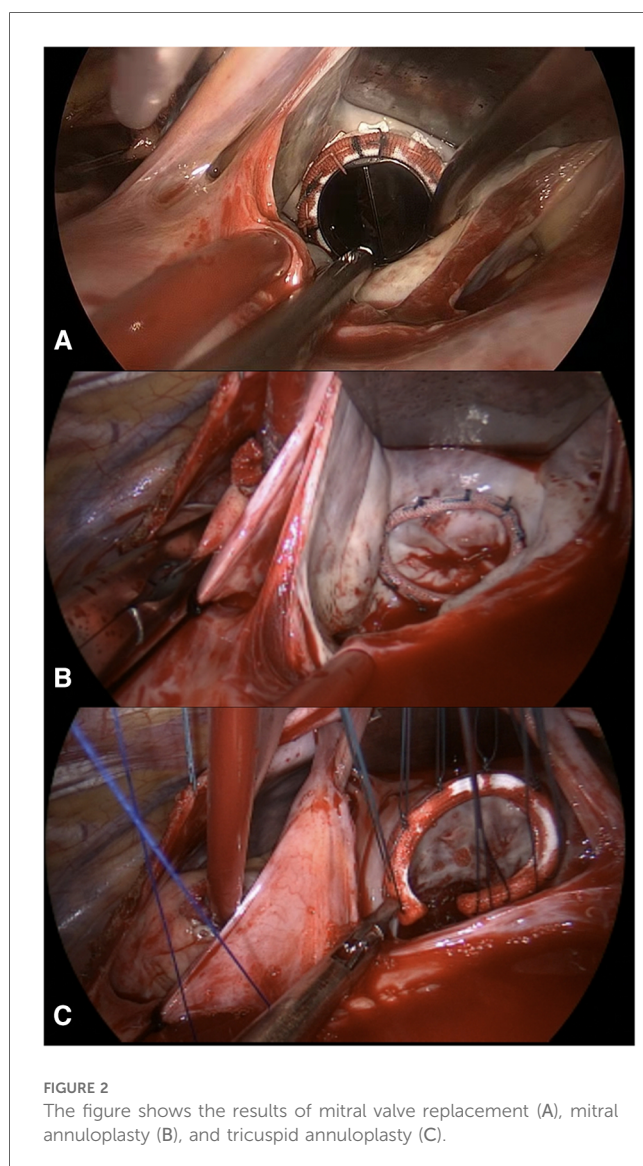 A
B
C
FIGURE 2
The figure shows the results of mitral valve replacement (A), mitral
annuloplasty (B), and tricuspid annuloplasty (C).